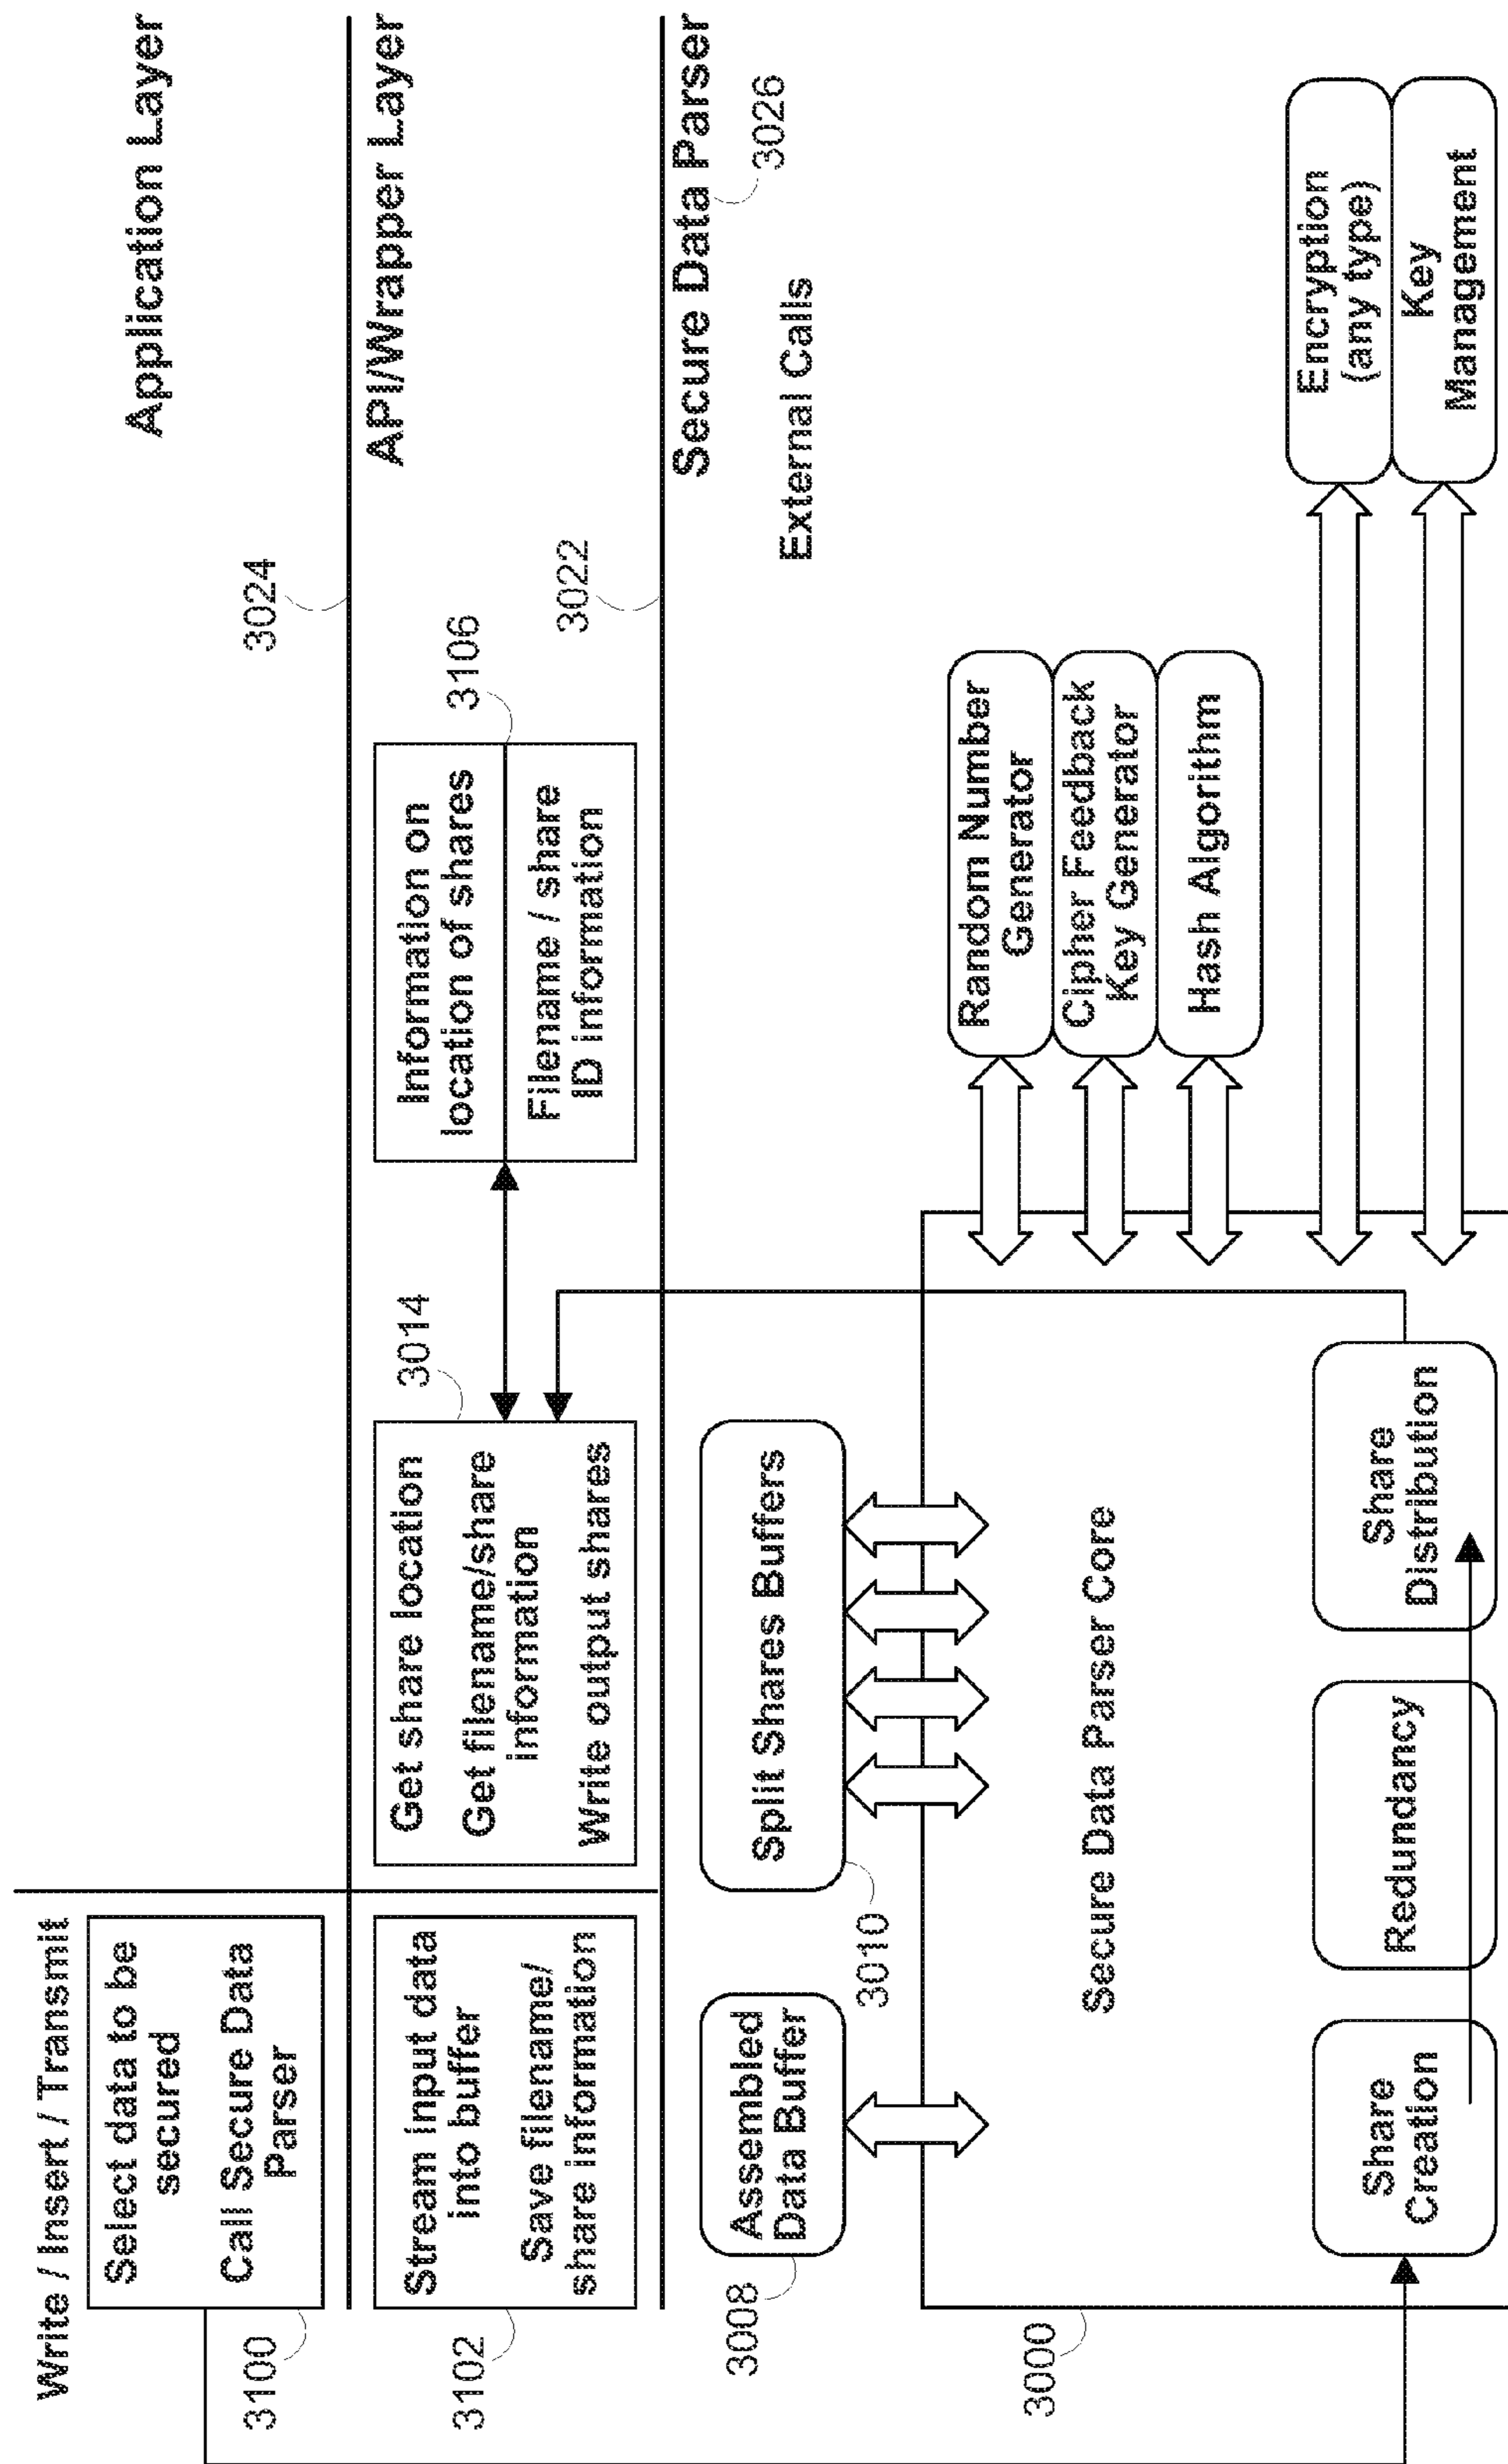 Write / Insert / Transmit
Application Layer
Select data to be
secured
Call Secure Data
Parser
3100
3024
API/Wrapper Layer
Stream input data
into buffer
Save filename/
share information
3102
Get share location
Get filename/share
information
Write output shares
3014
Information on
location of shares
Filename / share
ID information
3106
3022
Secure Data Parser
3026
External Calls
Assembled
Data Buffer
3008
Split Shares Buffers
3010
Secure Data Parser Core
3000
Random Number
Generator
Cipher Feedback
Key Generator
Hash Algorithm
Share
Creation
Redundancy
Share
Distribution
Encryption
(any type)
Key
Management